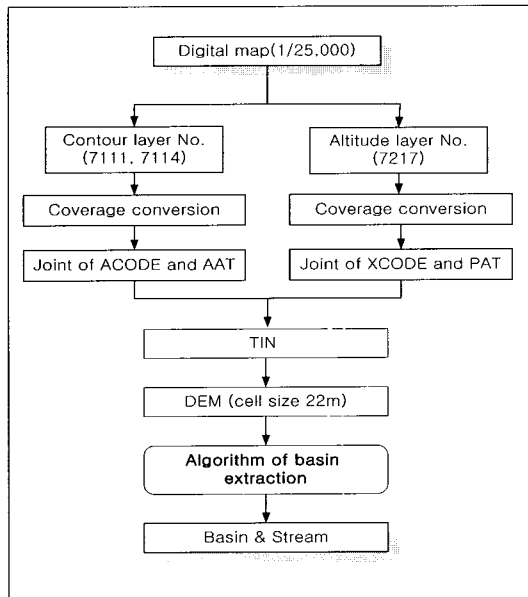 Digital map(1/25,000)
Contour layer No.
(7111, 7114)
Altitude layer No.
(7217)
Coverage conversion
Coverage conversion
Joint of ACODE and AAT
Joint of XCODE and PAT
TIN
DEM (cell size 22m)
Algorithm of basin
extraction
Basin & Stream